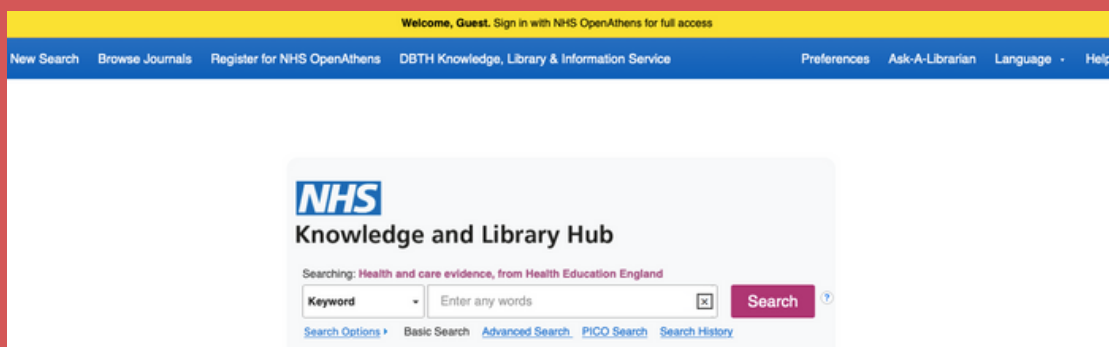 Welcome, Guest. Sign in with NHS OpenAthens for full access
New Search Browse Journals Register for NHS OpenAthens DBTH Knowledge, Library & Information Service Preferences Ask-A-Librarian Language Help
NHS
Knowledge and Library Hub
Searching: Health and care evidence, from Health Education England
Keyword Enter any words Search ?
Search Options Basic Search Advanced Search PICO Search Search History